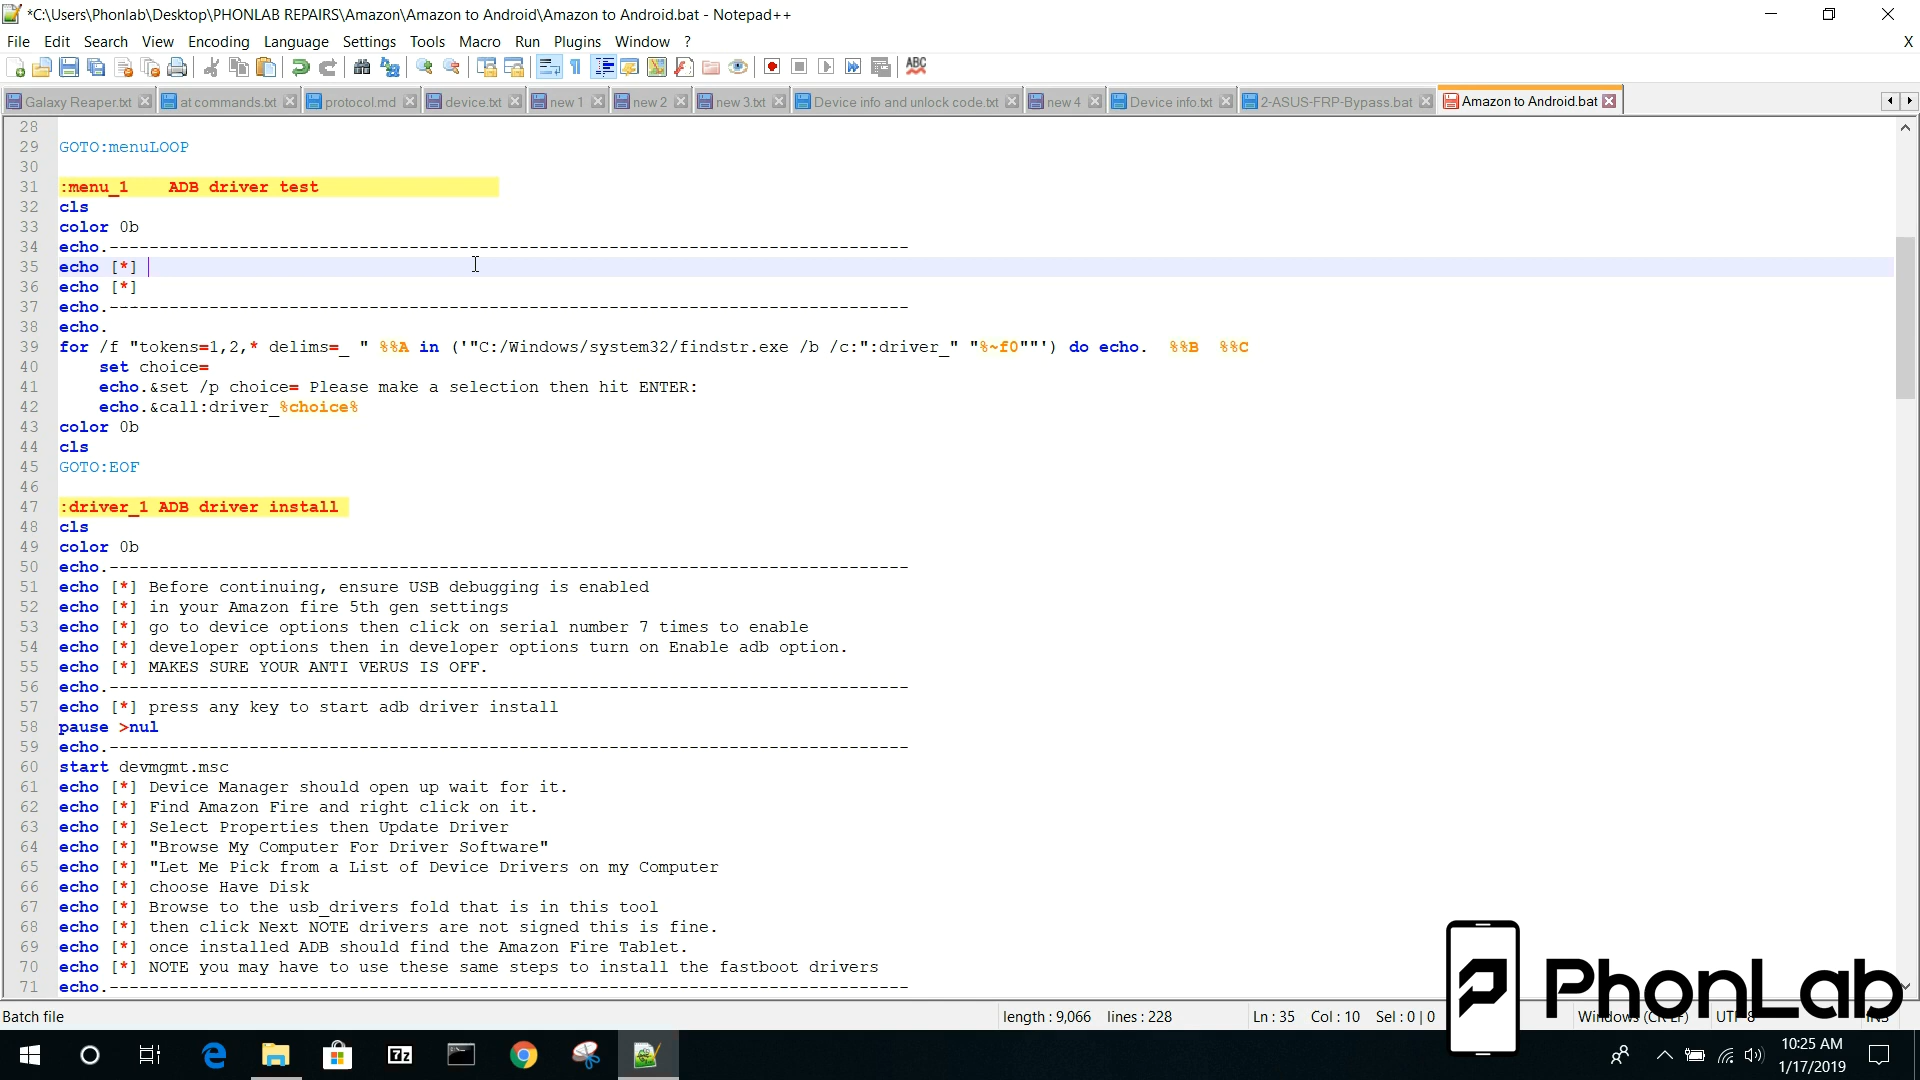 *C:\Users\Phonlab\Desktop\PHONLAB REPAIRS\Amazon\Amazon to Android\Amazon to Android.bat - Notepad++
File Edit Search View Encoding Language Settings Tools Macro Run Plugins Window ? X
ABC
Galaxy Reaper.txt at commands.txt protocol.md device.txt new 1 new 2 new 3.txt Device info and unlock code.txt new 4 Device info.txt 2-ASUS-FRP-Bypass.bat Amazon to Android.bat
28
29 GOTO:menuLOOP
30
31 :menu_1    ADB driver test
32 cls
33 color 0b
34 echo.--------------------------------------------------------------------------------
35 echo [*]
36 echo [*]
37 echo.--------------------------------------------------------------------------------
38 echo.
39 for /f "tokens=1,2,* delims=_ " %%A in ('"C:/Windows/system32/findstr.exe /b /c:":driver_" "%~f0""') do echo.  %%B  %%C
40     set choice=
41     echo.&set /p choice= Please make a selection then hit ENTER:
42     echo.&call:driver_%choice%
43 color 0b
44 cls
45 GOTO:EOF
46
47 :driver_1 ADB driver install
48 cls
49 color 0b
50 echo.--------------------------------------------------------------------------------
51 echo [*] Before continuing, ensure USB debugging is enabled
52 echo [*] in your Amazon fire 5th gen settings
53 echo [*] go to device options then click on serial number 7 times to enable
54 echo [*] developer options then in developer options turn on Enable adb option.
55 echo [*] MAKES SURE YOUR ANTI VERUS IS OFF.
56 echo.--------------------------------------------------------------------------------
57 echo [*] press any key to start adb driver install
58 pause >nul
59 echo.--------------------------------------------------------------------------------
60 start devmgmt.msc
61 echo [*] Device Manager should open up wait for it.
62 echo [*] Find Amazon Fire and right click on it.
63 echo [*] Select Properties then Update Driver
64 echo [*] "Browse My Computer For Driver Software"
65 echo [*] "Let Me Pick from a List of Device Drivers on my Computer
66 echo [*] choose Have Disk
67 echo [*] Browse to the usb_drivers fold that is in this tool
68 echo [*] then click Next NOTE drivers are not signed this is fine.
69 echo [*] once installed ADB should find the Amazon Fire Tablet.
70 echo [*] NOTE you may have to use these same steps to install the fastboot drivers
71 echo.--------------------------------------------------------------------------------
PhonLab
Batch file length : 9,066 lines : 228 Ln : 35 Col : 10 Sel : 0 | 0 Windows (CR LF) UTF-8 INS
7z
10:25 AM
1/17/2019